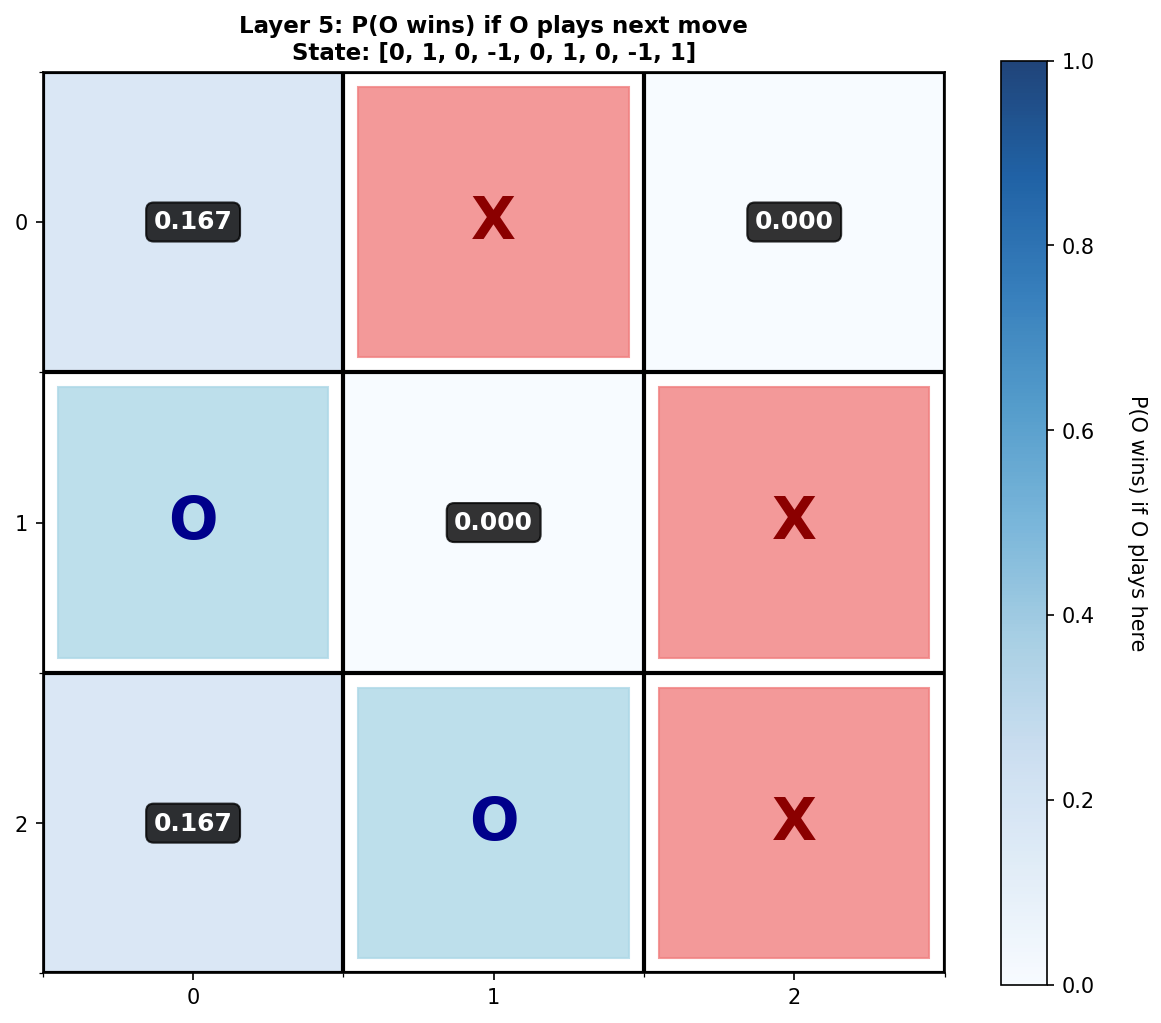 Layer 5: P(O wins) if O plays next move
State: [0, 1, 0, -1, 0, 1, 0, -1, 1]
1.0
0.8
0.6
0.4
0.2
0.0
P(O wins) if O plays here
0
0.167
X
0.000
1
O
0.000
X
2
0.167
O
X
0
1
2